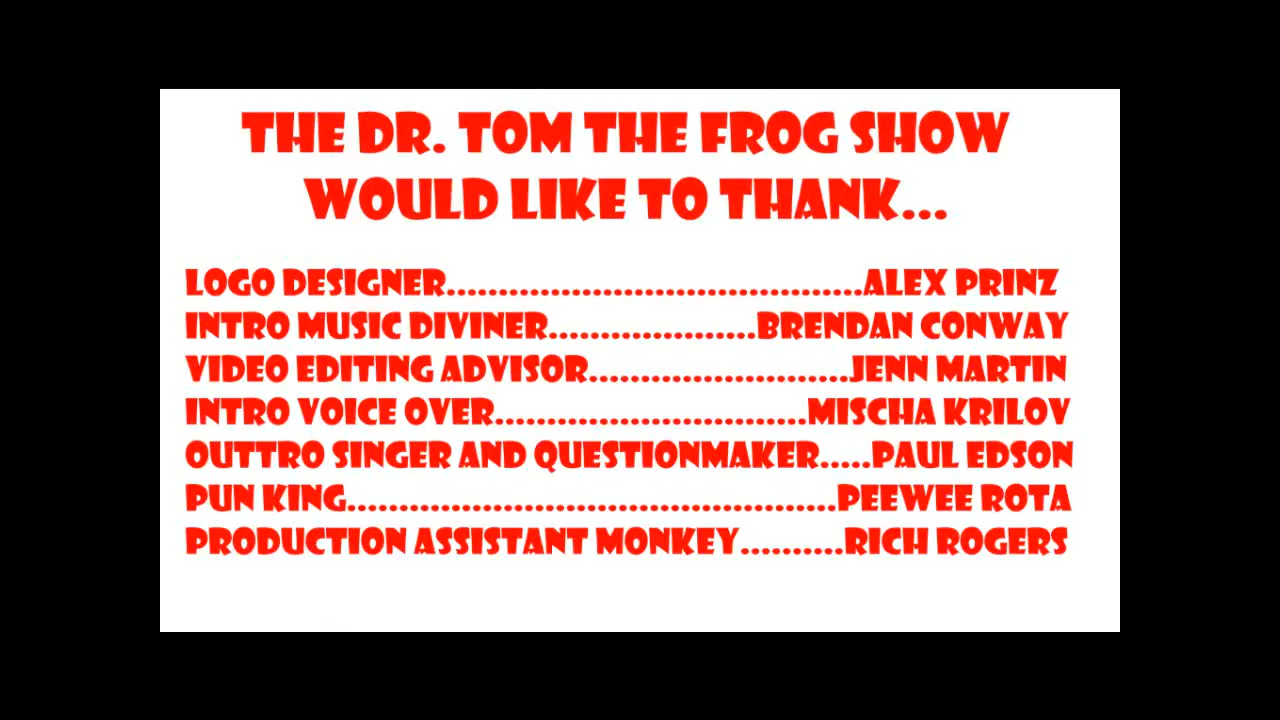 THE DR. TOM THE FROG SHOW
WOULD LIKE TO THANK...
LOGO DESIGNER........................................ALEX PRINZ
INTRO MUSIC DIVINER....................BRENDAN CONWAY
VIDEO EDITING ADVISOR.........................JENN MARTIN
INTRO VOICE OVER..............................MISCHA KRILOV
OUTTRO SINGER AND QUESTIONMAKER.....PAUL EDSON
PUN KING...............................................PEEWEE ROTA
PRODUCTION ASSISTANT MONKEY..........RICH ROGERS